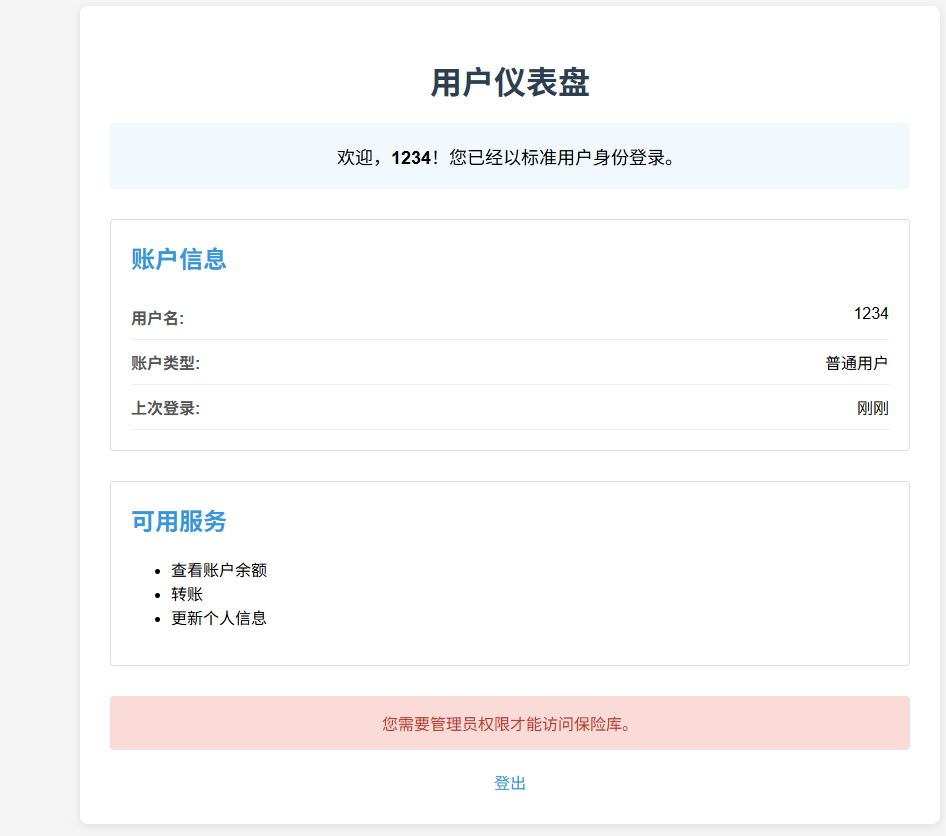 用户仪表盘
欢迎，1234！您已经以标准用户身份登录。
账户信息
用户名: 1234
账户类型: 普通用户
上次登录: 刚刚
可用服务
查看账户余额
转账
更新个人信息
您需要管理员权限才能访问保险库。
登出